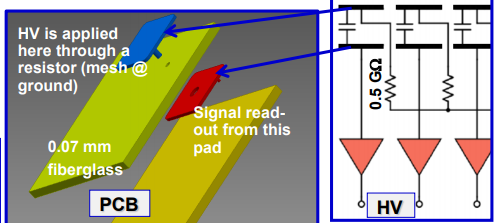 HV is applied
here through a
resistor (mesh @
ground)
Signal read-
out from this
pad
0.07 mm
fiberglass
PCB
0.5 GΩ
HV